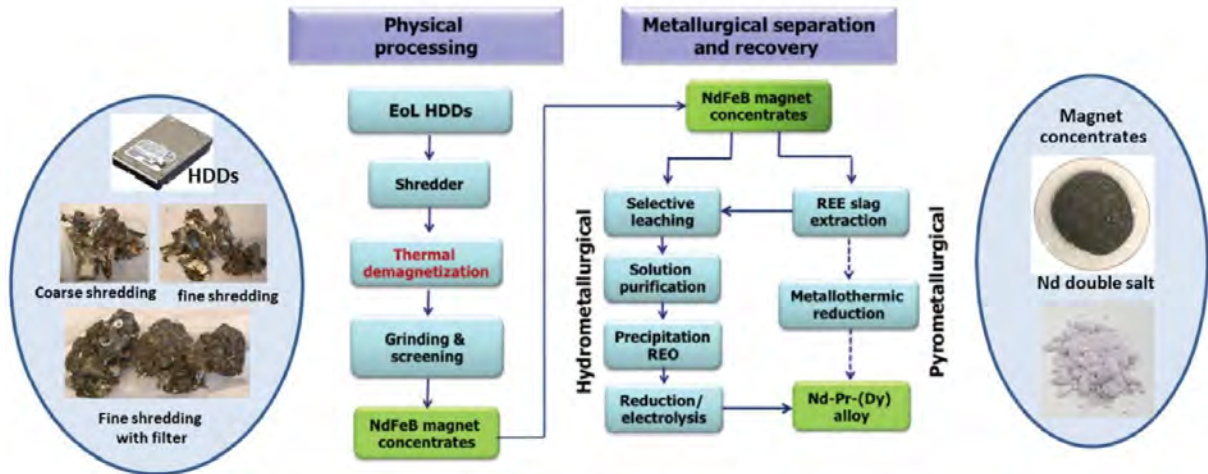 Physical
processing
Metallurgical separation
and recovery
HDDs
Coarse shredding
fine shredding
Fine shredding
with filter
EoL HDDs
Shredder
Thermal
demagnetization
Grinding &
screening
NdFeB magnet
concentrates
NdFeB magnet
concentrates
Hydrometallurgical
Selective
leaching
Solution
purification
Precipitation
REO
Reduction/
electrolysis
REE slag
extraction
Metallothermic
reduction
Nd-Pr-(Dy)
alloy
Pyrometallurgical
Magnet
concentrates
Nd double salt